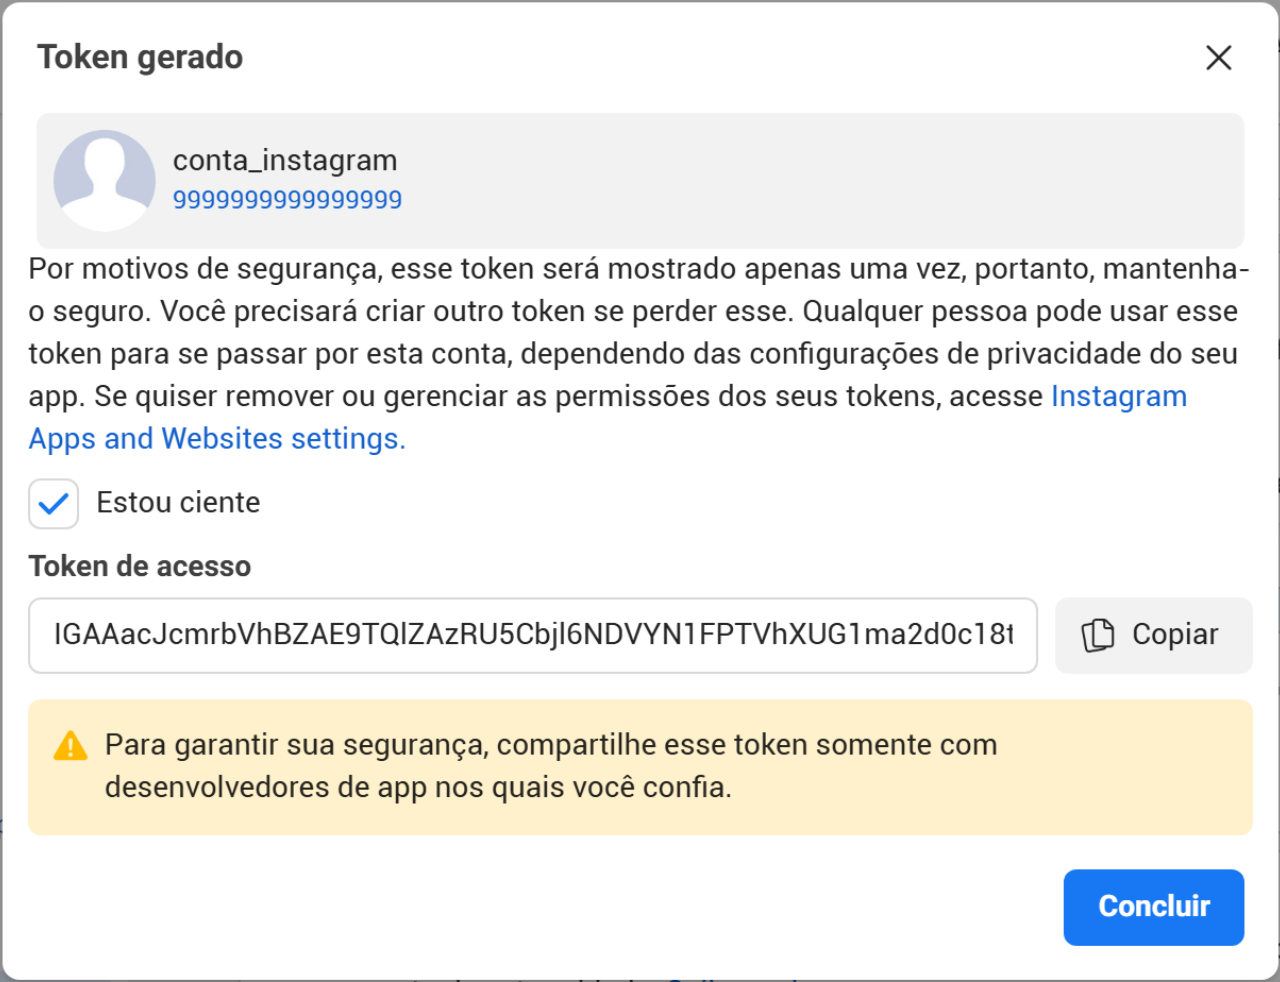 Token gerado
conta_instagram
9999999999999999
Por motivos de segurança, esse token será mostrado apenas uma vez, portanto, mantenha-
o seguro. Você precisará criar outro token se perder esse. Qualquer pessoa pode usar esse
token para se passar por esta conta, dependendo das configurações de privacidade do seu
app. Se quiser remover ou gerenciar as permissões dos seus tokens, acesse Instagram
Apps and Websites settings.
Estou ciente
Token de acesso
IGAAacJcmrbVhBZAE9TQlZAzRU5Cbjl6NDVYN1FPTVhXUG1ma2d0c18t
Copiar
Para garantir sua segurança, compartilhe esse token somente com
desenvolvedores de app nos quais você confia.
Concluir